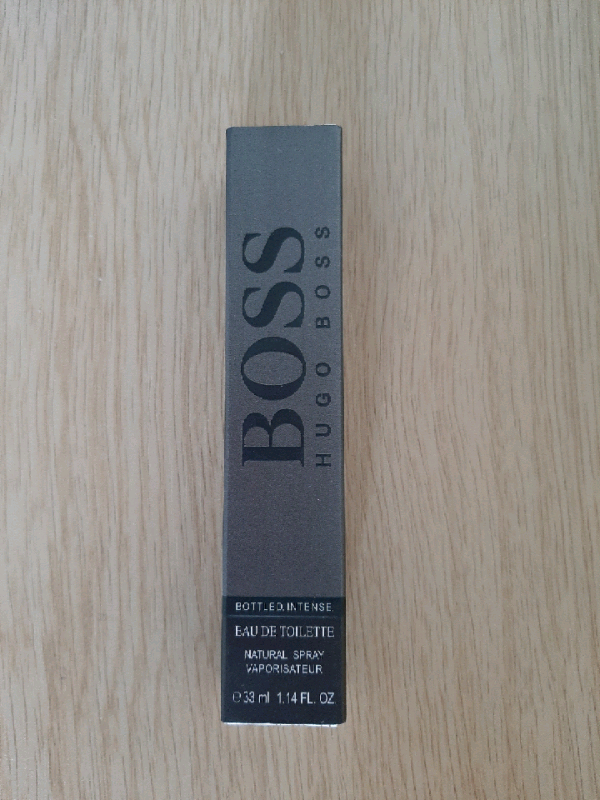 BOSS
HUGO BOSS
BOTTLED.INTENSE.
EAU DE TOILETTE
NATURAL SPRAY
VAPORISATEUR
℮ 33 ml 1.14 FL. OZ.